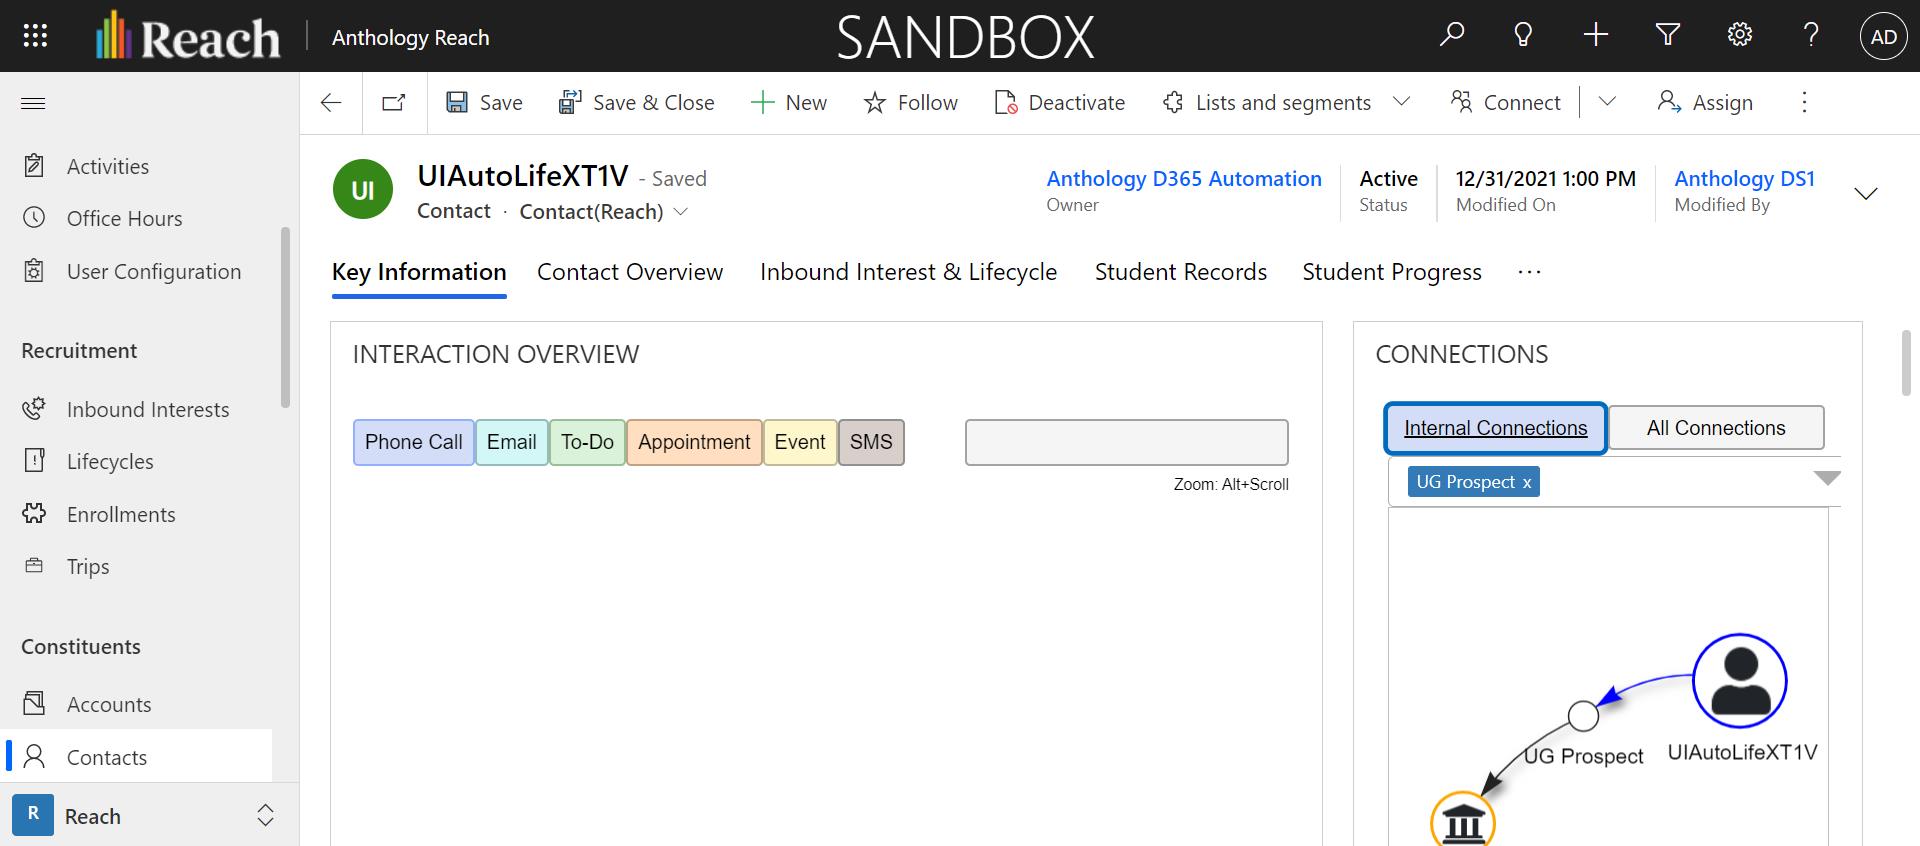 Reach
Anthology Reach
SANDBOX
AD
Save
Save & Close
New
Follow
Deactivate
Lists and segments
Connect
Assign
Activities
Office Hours
User Configuration
Recruitment
Inbound Interests
Lifecycles
Enrollments
Trips
Constituents
Accounts
Contacts
R
Reach
UI
UIAutoLifeXT1V - Saved
Contact · Contact(Reach)
Anthology D365 Automation
Owner
Active
Status
12/31/2021 1:00 PM
Modified On
Anthology DS1
Modified By
Key Information
Contact Overview
Inbound Interest & Lifecycle
Student Records
Student Progress
INTERACTION OVERVIEW
Phone Call
Email
To-Do
Appointment
Event
SMS
Zoom: Alt+Scroll
CONNECTIONS
Internal Connections
All Connections
UG Prospect x
UG Prospect
UIAutoLifeXT1V